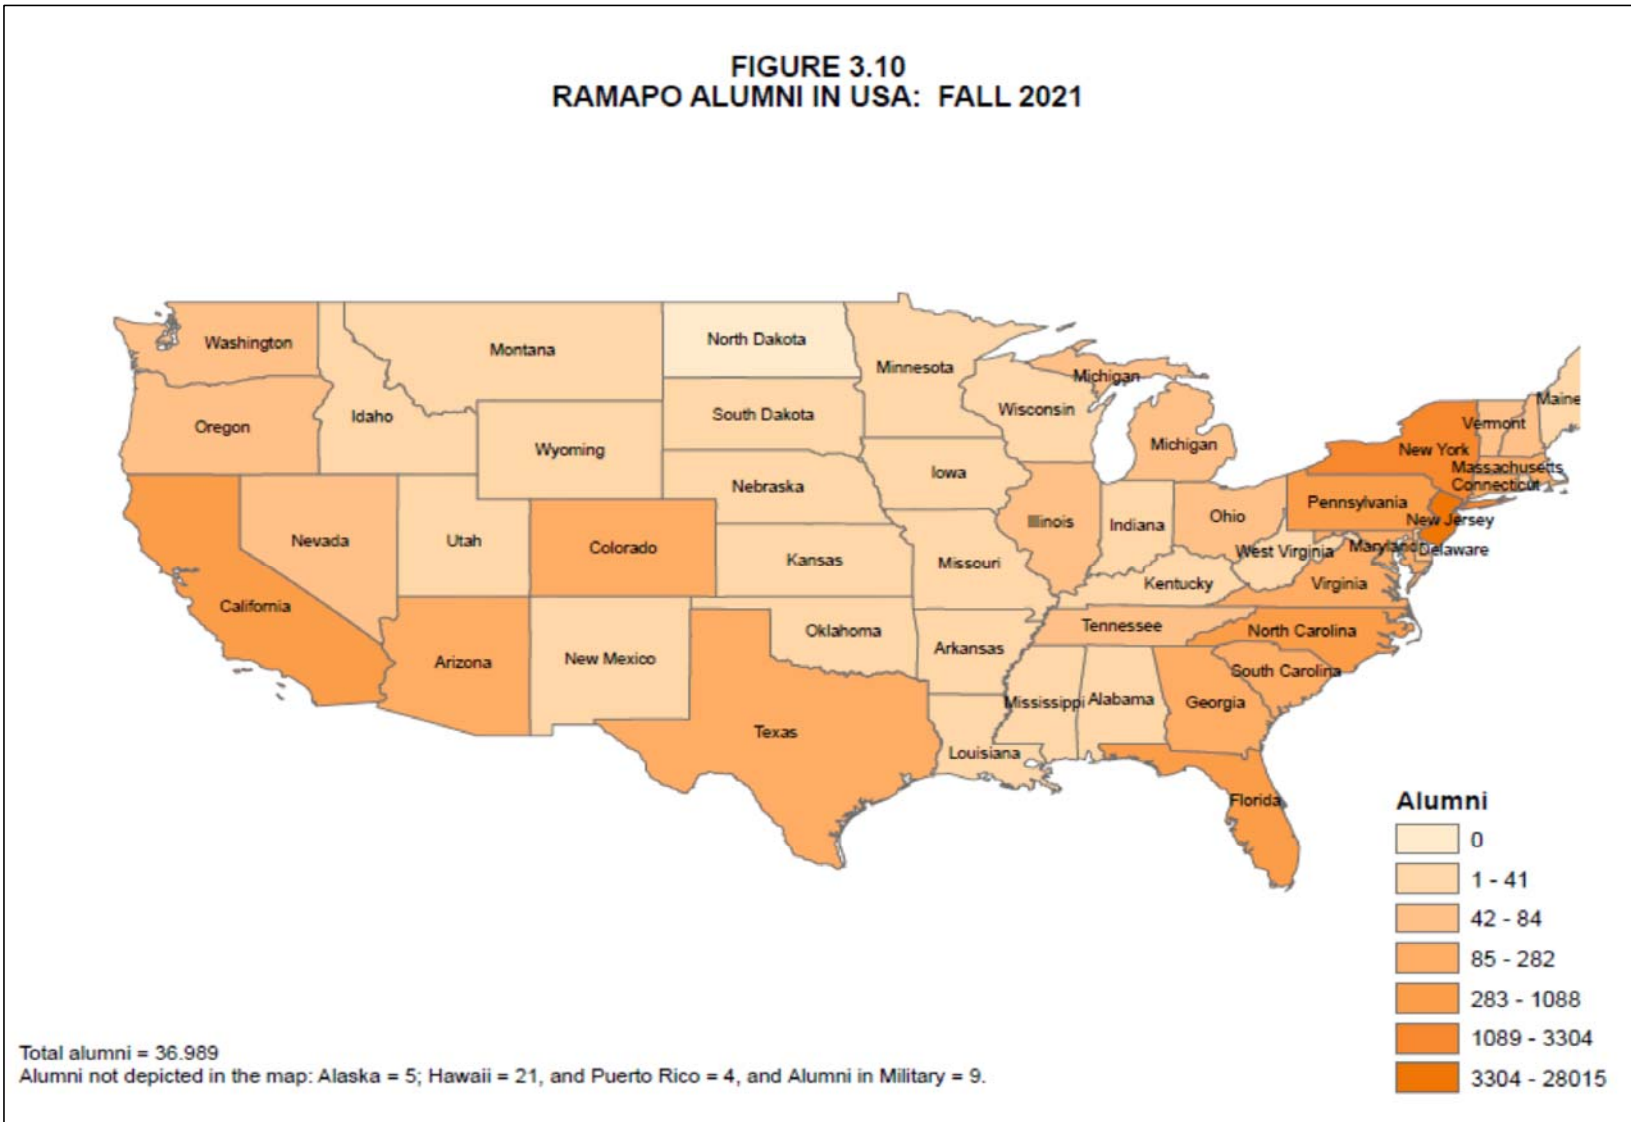 FIGURE 3.10
RAMAPO ALUMNI IN USA: FALL 2021
Washington
Montana
North Dakota
Minnesota
Michigan
Maine
Oregon
Idaho
South Dakota
Wisconsin
Vermont
Wyoming
Michigan
New York
Nebraska
Iowa
Massachusetts
Connecticut
Nevada
Utah
Colorado
Kansas
Missouri
Illinois
Indiana
Ohio
Pennsylvania
New Jersey
West Virginia
Maryland
Delaware
California
Kentucky
Virginia
Oklahoma
Tennessee
North Carolina
Arizona
New Mexico
Arkansas
South Carolina
Texas
Mississippi
Alabama
Georgia
Louisiana
Florida
Alumni
0
1 - 41
42 - 84
85 - 282
283 - 1088
1089 - 3304
3304 - 28015
Total alumni = 36.989
Alumni not depicted in the map: Alaska = 5; Hawaii = 21, and Puerto Rico = 4, and Alumni in Military = 9.